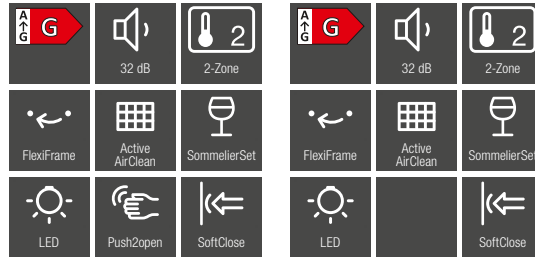 A
G
G
2
32 dB
2-Zone
FlexiFrame
Active
AirClean
SommelierSet
LED
Push2open
SoftClose
A
G
G
2
32 dB
2-Zone
FlexiFrame
Active
AirClean
SommelierSet
LED
SoftClose